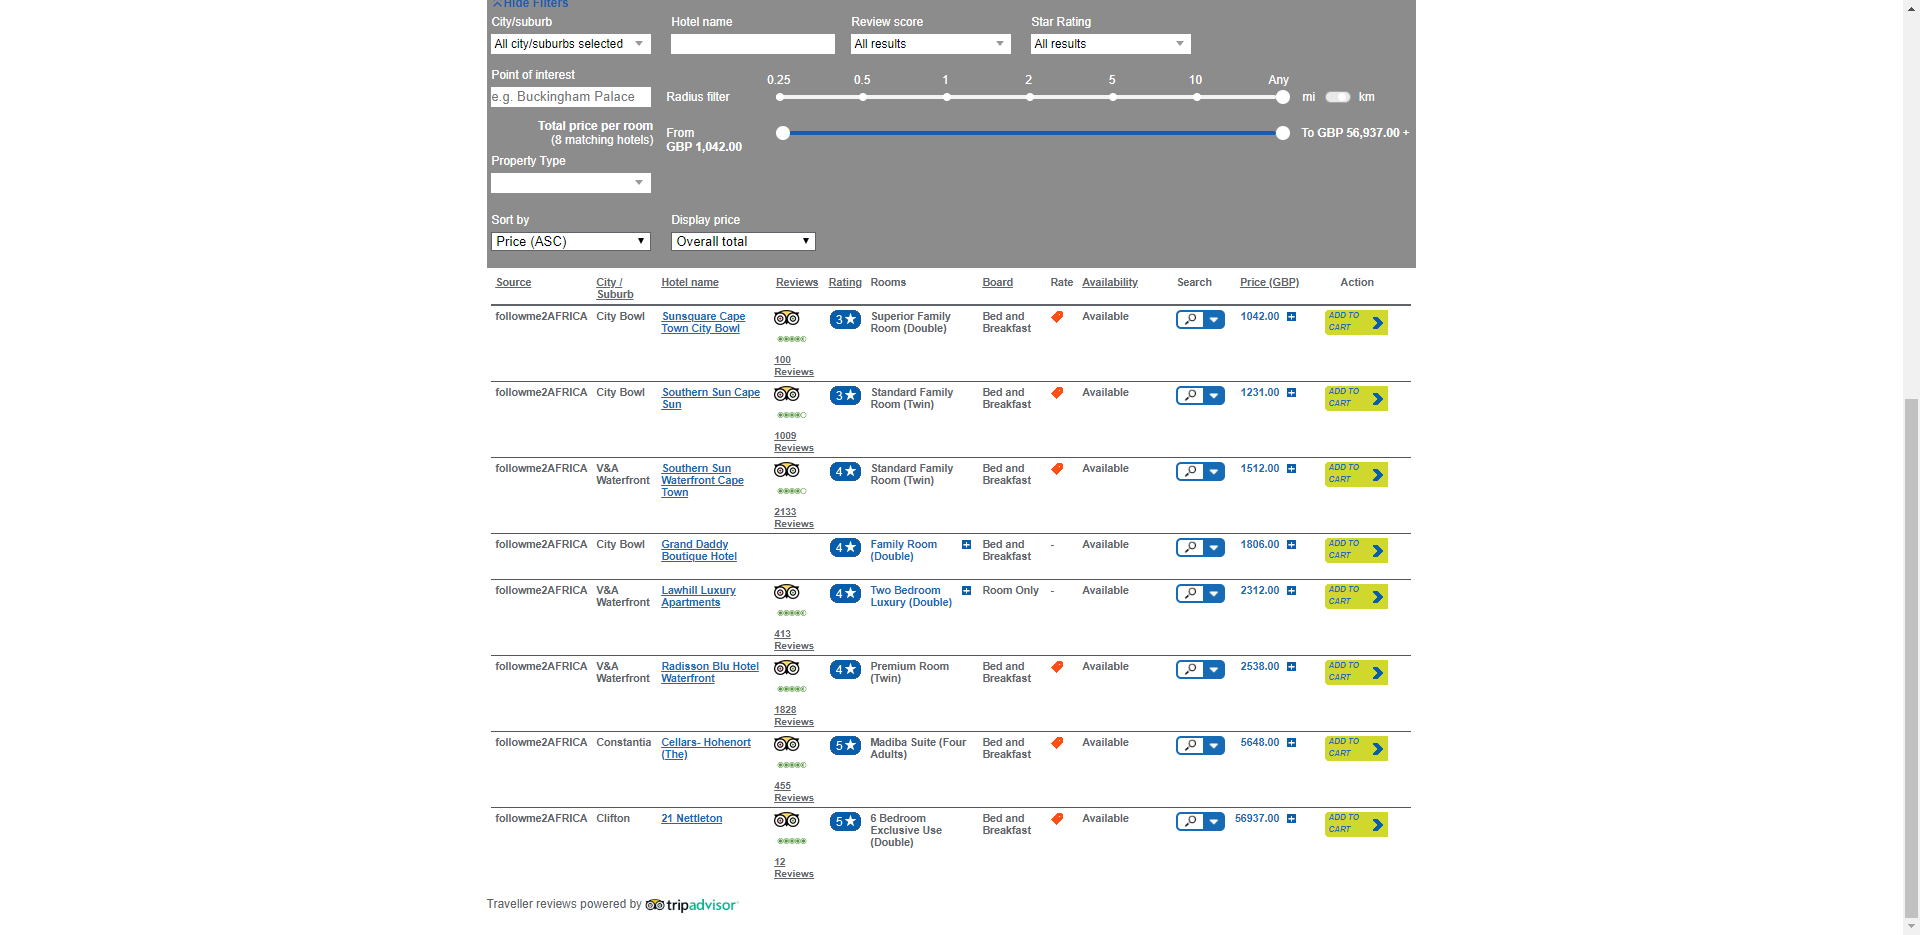 Hide Filters
City/suburb Hotel name Review score Star Rating
All city/suburbs selected All results All results
Point of interest 0.25 0.5 1 2 5 10 Any
e.g. Buckingham Palace Radius filter mi km
Total price per room From To GBP 56,937.00 +
(8 matching hotels) GBP 1,042.00
Property Type
Sort by Display price
Price (ASC) Overall total
Source City / Hotel name Reviews Rating Rooms Board Rate Availability Search Price (GBP) Action
Suburb
followme2AFRICA City Bowl Sunsquare Cape 3 Superior Family Bed and Available 1042.00 ADD TO
Town City Bowl Room (Double) Breakfast CART
100
Reviews
followme2AFRICA City Bowl Southern Sun Cape 3 Standard Family Bed and Available 1231.00 ADD TO
Sun Room (Twin) Breakfast CART
1009
Reviews
followme2AFRICA V&A Southern Sun 4 Standard Family Bed and Available 1512.00 ADD TO
Waterfront Waterfront Cape Room (Twin) Breakfast CART
Town
2133
Reviews
followme2AFRICA City Bowl Grand Daddy 4 Family Room Bed and - Available 1806.00 ADD TO
Boutique Hotel (Double) Breakfast CART
followme2AFRICA V&A Lawhill Luxury 4 Two Bedroom Room Only - Available 2312.00 ADD TO
Waterfront Apartments Luxury (Double) CART
413
Reviews
followme2AFRICA V&A Radisson Blu Hotel 4 Premium Room Bed and Available 2538.00 ADD TO
Waterfront Waterfront (Twin) Breakfast CART
1828
Reviews
followme2AFRICA Constantia Cellars- Hohenort 5 Madiba Suite (Four Bed and Available 5648.00 ADD TO
(The) Adults) Breakfast CART
455
Reviews
followme2AFRICA Clifton 21 Nettleton 5 6 Bedroom Bed and Available 56937.00 ADD TO
Exclusive Use Breakfast CART
(Double)
12
Reviews
Traveller reviews powered by tripadvisor